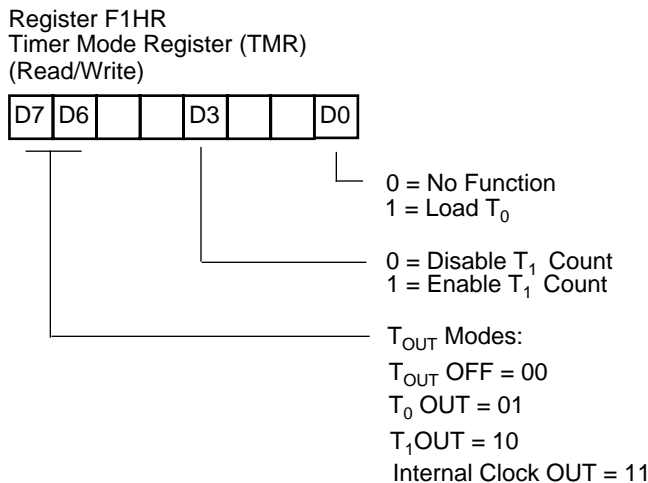 Register F1HR
Timer Mode Register (TMR)
(Read/Write)
D7 D6 D3 D0
0 = No Function
1 = Load T₀
0 = Disable T₁ Count
1 = Enable T₁ Count
T_OUT Modes:
T_OUT OFF = 00
T₀ OUT = 01
T₁OUT = 10
Internal Clock OUT = 11